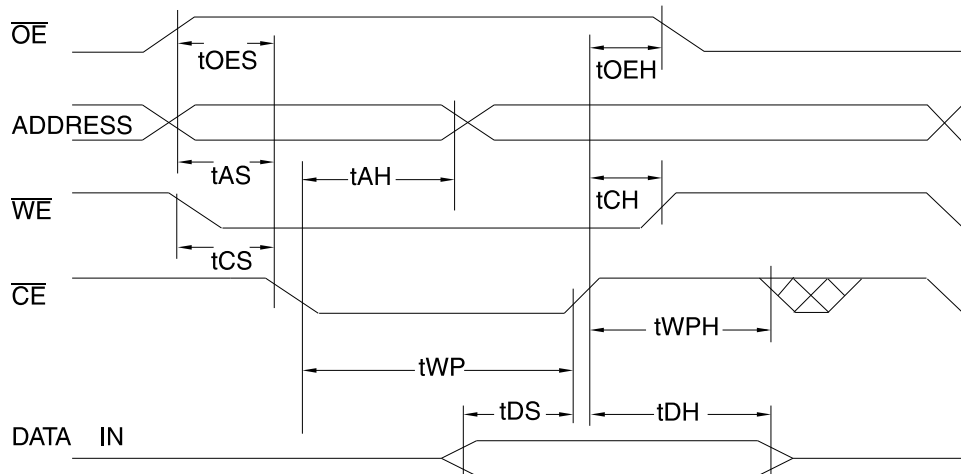 OE
tOES
tOEH
ADDRESS
tAS
tAH
tCH
WE
tCS
CE
tWPH
tWP
tDS
tDH
DATA IN